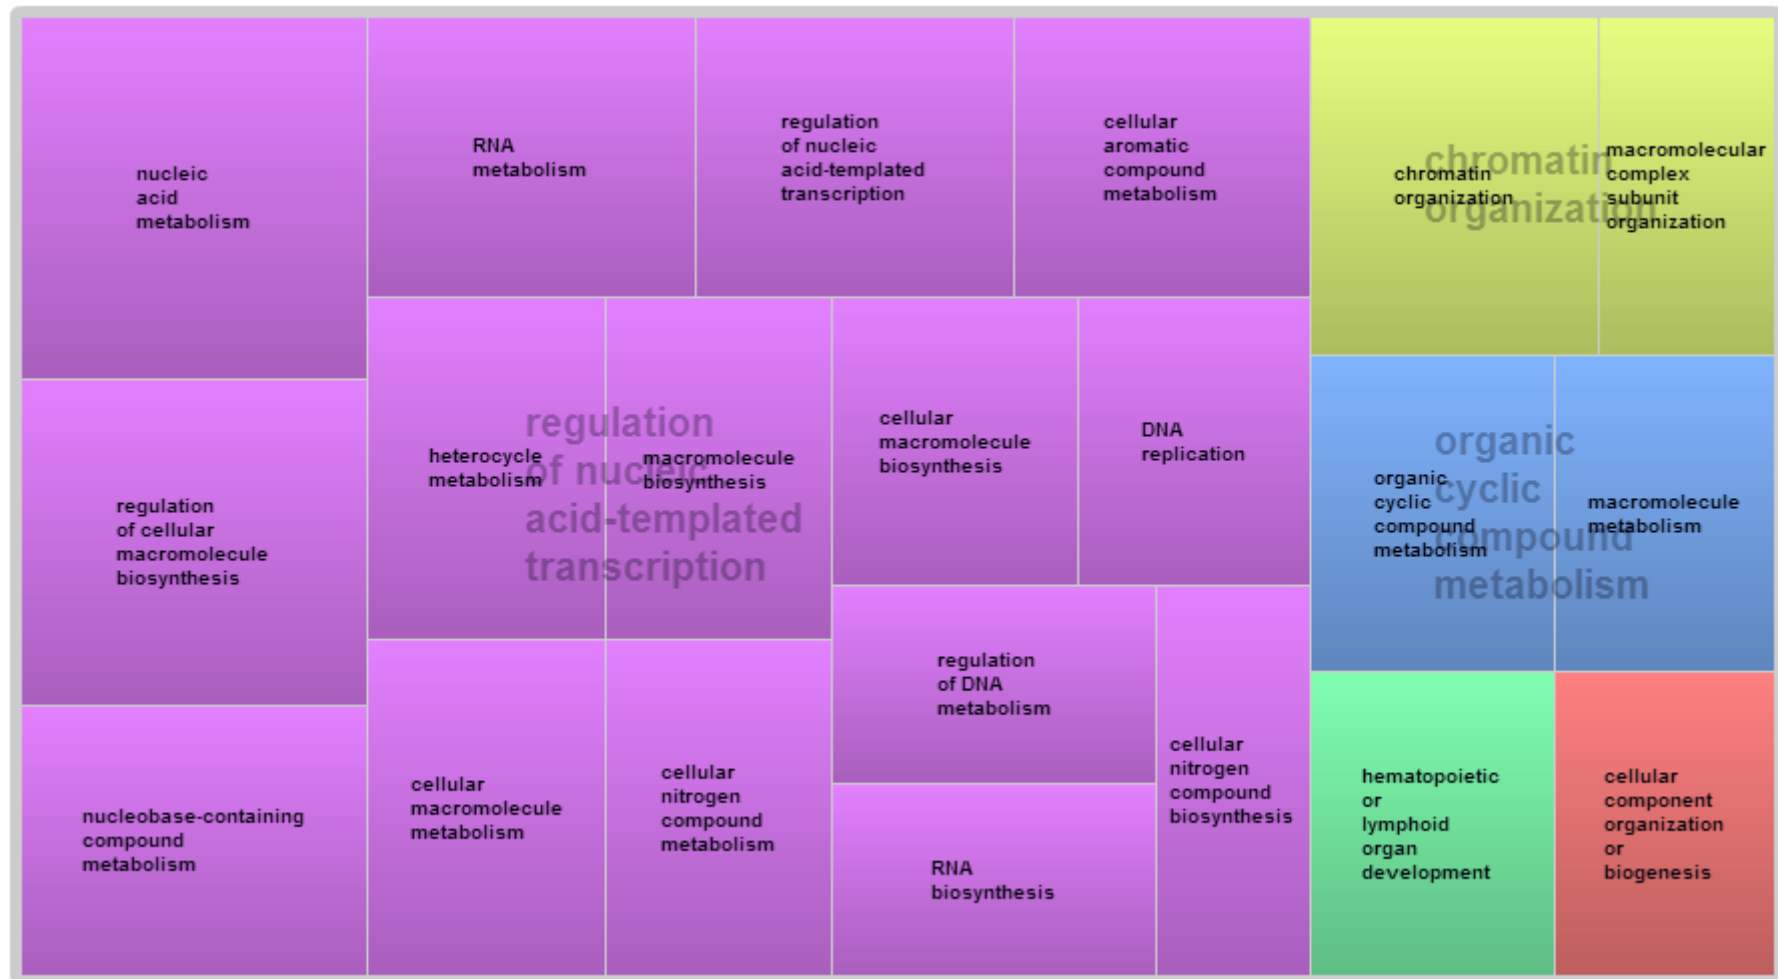 nucleic
acid
metabolism
RNA
metabolism
regulation
of nucleic
acid-templated
transcription
cellular
aromatic
compound
metabolism
chromatin
organization
chromatin
organization
macromolecular
complex
subunit
organization
regulation
of cellular
macromolecule
biosynthesis
regulation
of nucleic
acid-templated
transcription
heterocycle
metabolism
macromolecule
biosynthesis
cellular
macromolecule
biosynthesis
DNA
replication
organic
cyclic
compound
metabolism
organic
cyclic
compound
metabolism
macromolecule
metabolism
nucleobase-containing
compound
metabolism
cellular
macromolecule
metabolism
cellular
nitrogen
compound
metabolism
regulation
of DNA
metabolism
RNA
biosynthesis
cellular
nitrogen
compound
biosynthesis
hematopoietic
or
lymphoid
organ
development
cellular
component
organization
or
biogenesis